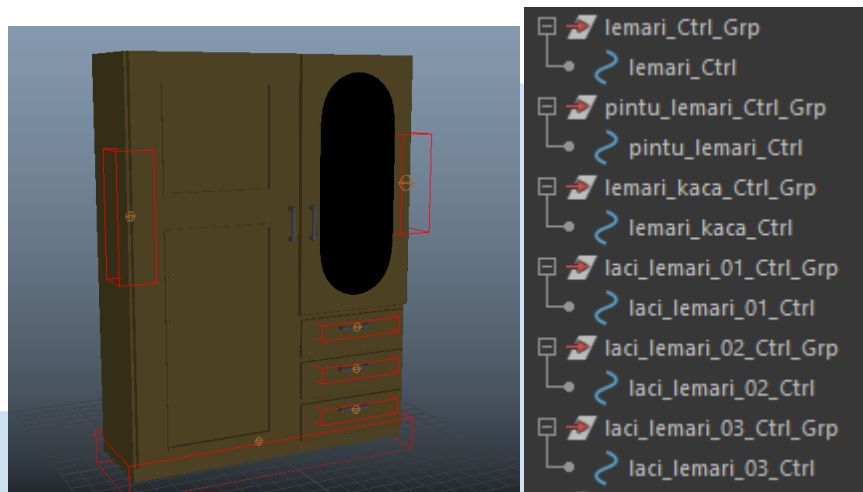 lemari_Ctrl_Grp
lemari_Ctrl
pintu_lemari_Ctrl_Grp
pintu_lemari_Ctrl
lemari_kaca_Ctrl_Grp
lemari_kaca_Ctrl
laci_lemari_01_Ctrl_Grp
laci_lemari_01_Ctrl
laci_lemari_02_Ctrl_Grp
laci_lemari_02_Ctrl
laci_lemari_03_Ctrl_Grp
laci_lemari_03_Ctrl